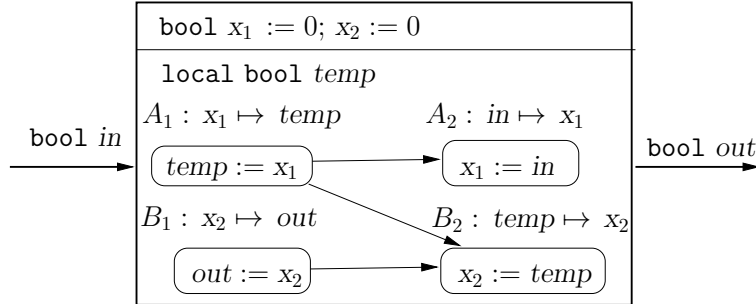 bool x₁ := 0; x₂ := 0
local bool temp
A₁ : x₁ ↦ temp
A₂ : in ↦ x₁
bool in
bool out
temp := x₁
x₁ := in
B₁ : x₂ ↦ out
B₂ : temp ↦ x₂
out := x₂
x₂ := temp